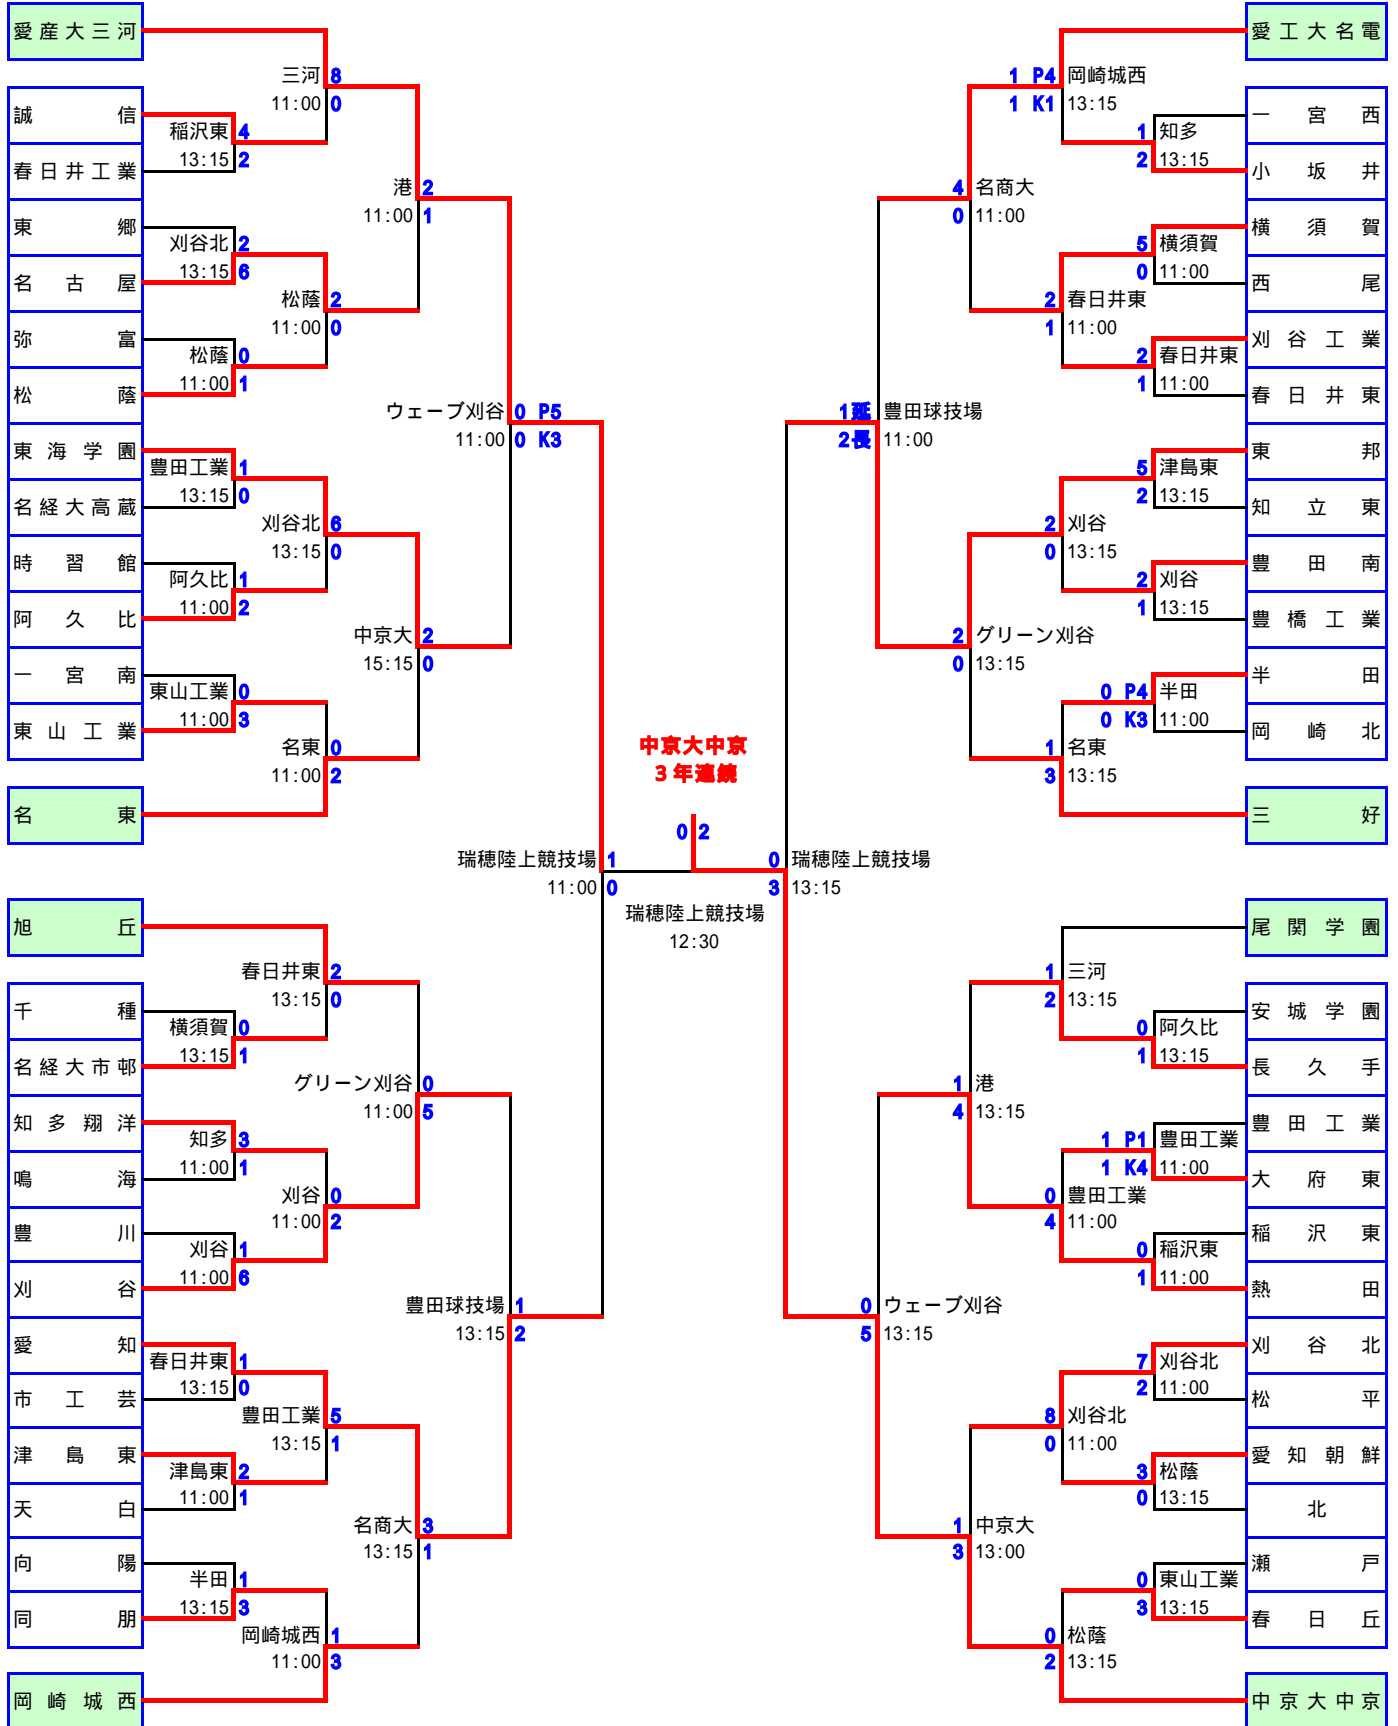 愛産大三河
三河 8
11:00 0
誠信
稲沢東 4
13:15 2
春日井工業
港 2
11:00 1
東郷
刈谷北 2
13:15 6
名古屋
松蔭 2
11:00 0
弥富
松蔭 0
11:00 1
松蔭
ウェーブ刈谷 0 P5
11:00 0 K3
東海学園
豊田工業 1
13:15 0
名経大高蔵
刈谷北 6
13:15 0
時習館
阿久比 1
11:00 2
阿久比
中京大 2
15:15 0
一宮南
東山工業 0
11:00 3
東山工業
名東 0
11:00 2
名東
瑞穂陸上競技場 1
11:00 0
旭丘
春日井東 2
13:15 0
千種
横須賀 0
13:15 1
名経大市邨
グリーン刈谷 0
11:00 5
知多翔洋
知多 3
11:00 1
鳴海
刈谷 0
11:00 2
豊川
刈谷 1
11:00 6
刈谷
豊田球技場 1
13:15 2
愛知
春日井東 1
13:15 0
市工芸
豊田工業 5
13:15 1
津島東
津島東 2
11:00 1
天白
名商大 3
13:15 1
向陽
半田 1
13:15 3
同朋
岡崎城西 1
11:00 3
岡崎城西
中京大中京
3年連続
0 2
瑞穂陸上競技場
12:30
愛工大名電
1 P4 岡崎城西
1 K1 13:15
一宮西
1 知多
2 13:15
小坂井
4 名商大
0 11:00
横須賀
5 横須賀
0 11:00
西尾
2 春日井東
1 11:00
刈谷工業
2 春日井東
1 11:00
春日井東
1延 豊田球技場
2長 11:00
東邦
5 津島東
2 13:15
知立東
2 刈谷
0 13:15
豊田南
2 刈谷
1 13:15
豊橋工業
2 グリーン刈谷
0 13:15
半田
0 P4 半田
0 K3 11:00
岡崎北
1 名東
3 13:15
三好
0 瑞穂陸上競技場
3 13:15
尾関学園
1 三河
2 13:15
安城学園
0 阿久比
1 13:15
長久手
1 港
4 13:15
豊田工業
1 P1 豊田工業
1 K4 11:00
大府東
0 豊田工業
4 11:00
稲沢東
0 稲沢東
1 11:00
熱田
0 ウェーブ刈谷
5 13:15
刈谷北
7 刈谷北
2 11:00
松平
8 刈谷北
0 11:00
愛知朝鮮
3 松蔭
0 13:15
北
1 中京大
3 13:00
瀬戸
0 東山工業
3 13:15
春日丘
0 松蔭
2 13:15
中京大中京